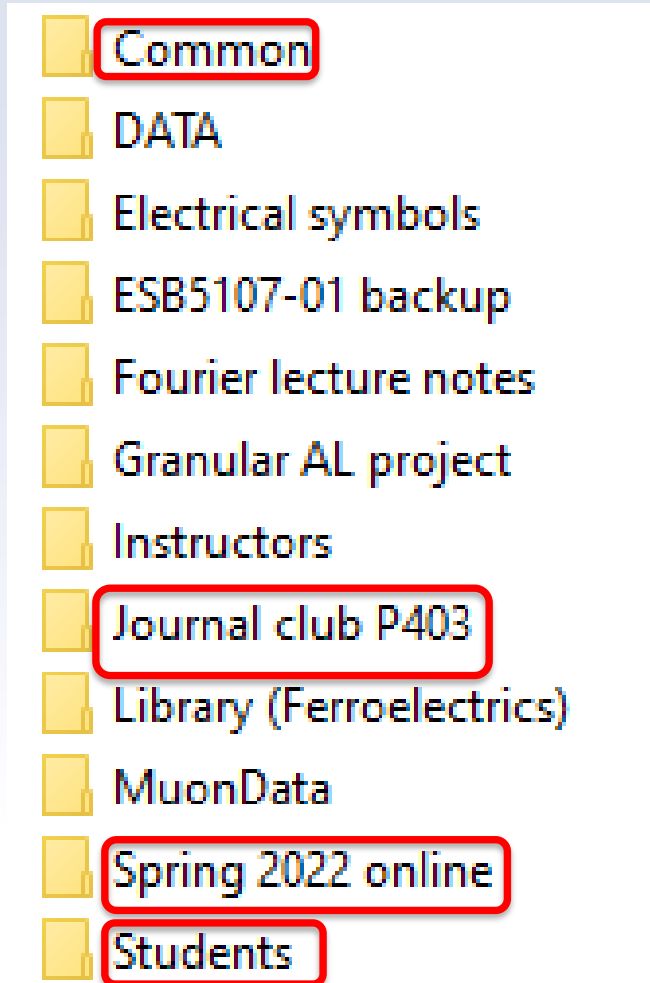 Common
DATA
Electrical symbols
ESB5107-01 backup
Fourier lecture notes
Granular AL project
Instructors
Journal club P403
Library (Ferroelectrics)
MuonData
Spring 2022 online
Students